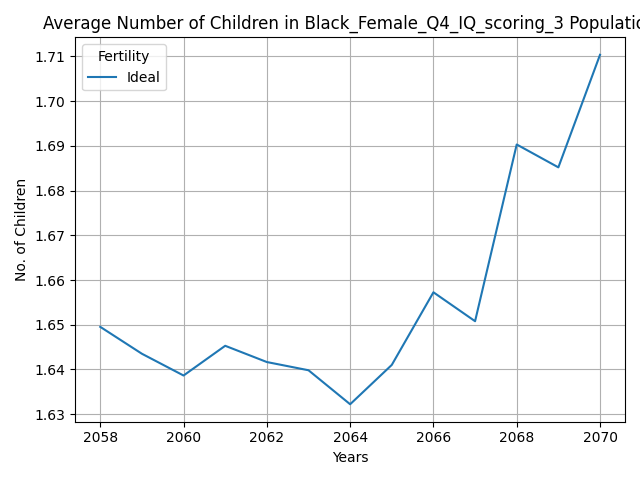 Average Number of Children in Black_Female_Q4_IQ_scoring_3 Populatio
1.71
1.70
1.69
1.68
1.67
1.66
1.65
1.64
1.63
No. of Children
Fertility
Ideal
2058 2060 2062 2064 2066 2068 2070
Years